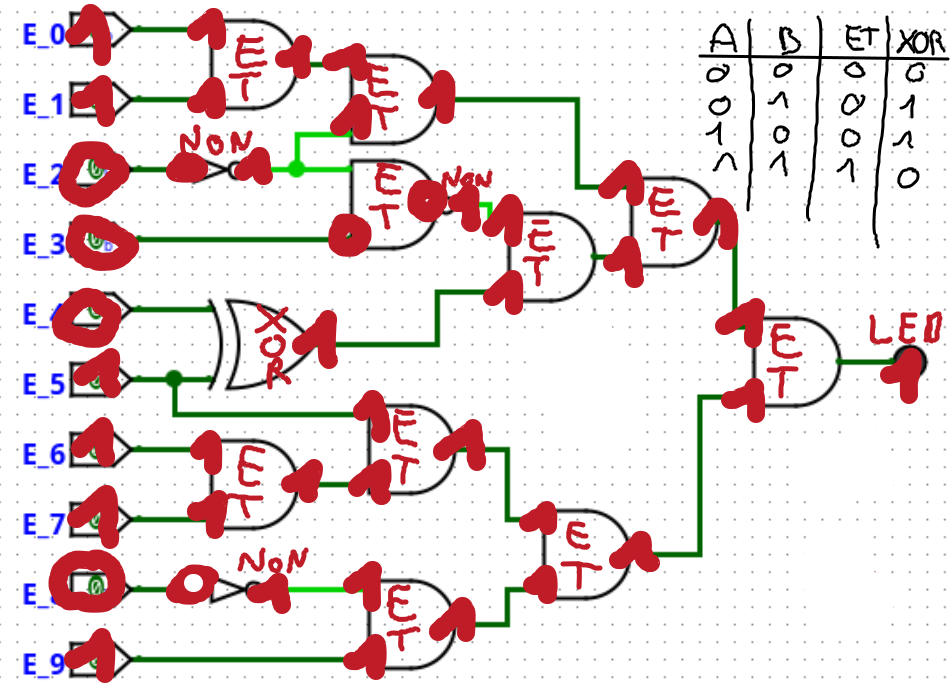 A B ET XOR
0 0 0 0
0 1 0 1
1 0 0 1
1 1 1 0
E_0 1 1 ET 1 1 ET 1
E_1 1 1 1
E_2 0 0 NON 1 ET 0 NON 1
E_3 0 0
1 ET 1 1 ET 1
1
E_4 0 XOR 1
E_5 1
1 ET 1 LED 1
1
E_6 1 1 ET 1 1 ET 1
E_7 1 1 1
1 ET 1
1
E_ 0 0 NON 1 1 ET 1
E_9 1 1